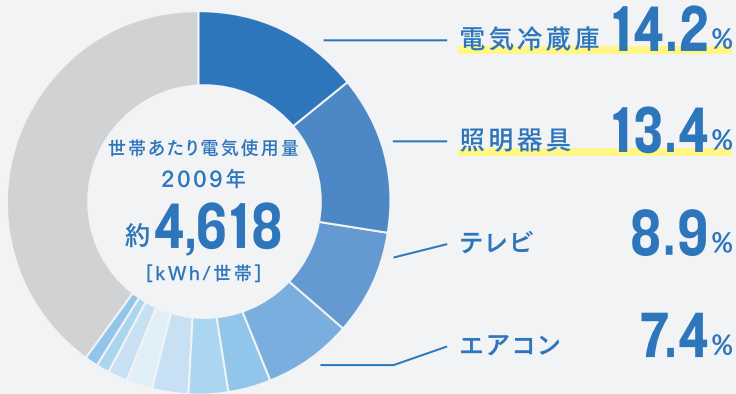 世帯あたり電気使用量
2009年
約4,618
[kWh/世帯]
電気冷蔵庫 14.2%
照明器具 13.4%
テレビ 8.9%
エアコン 7.4%